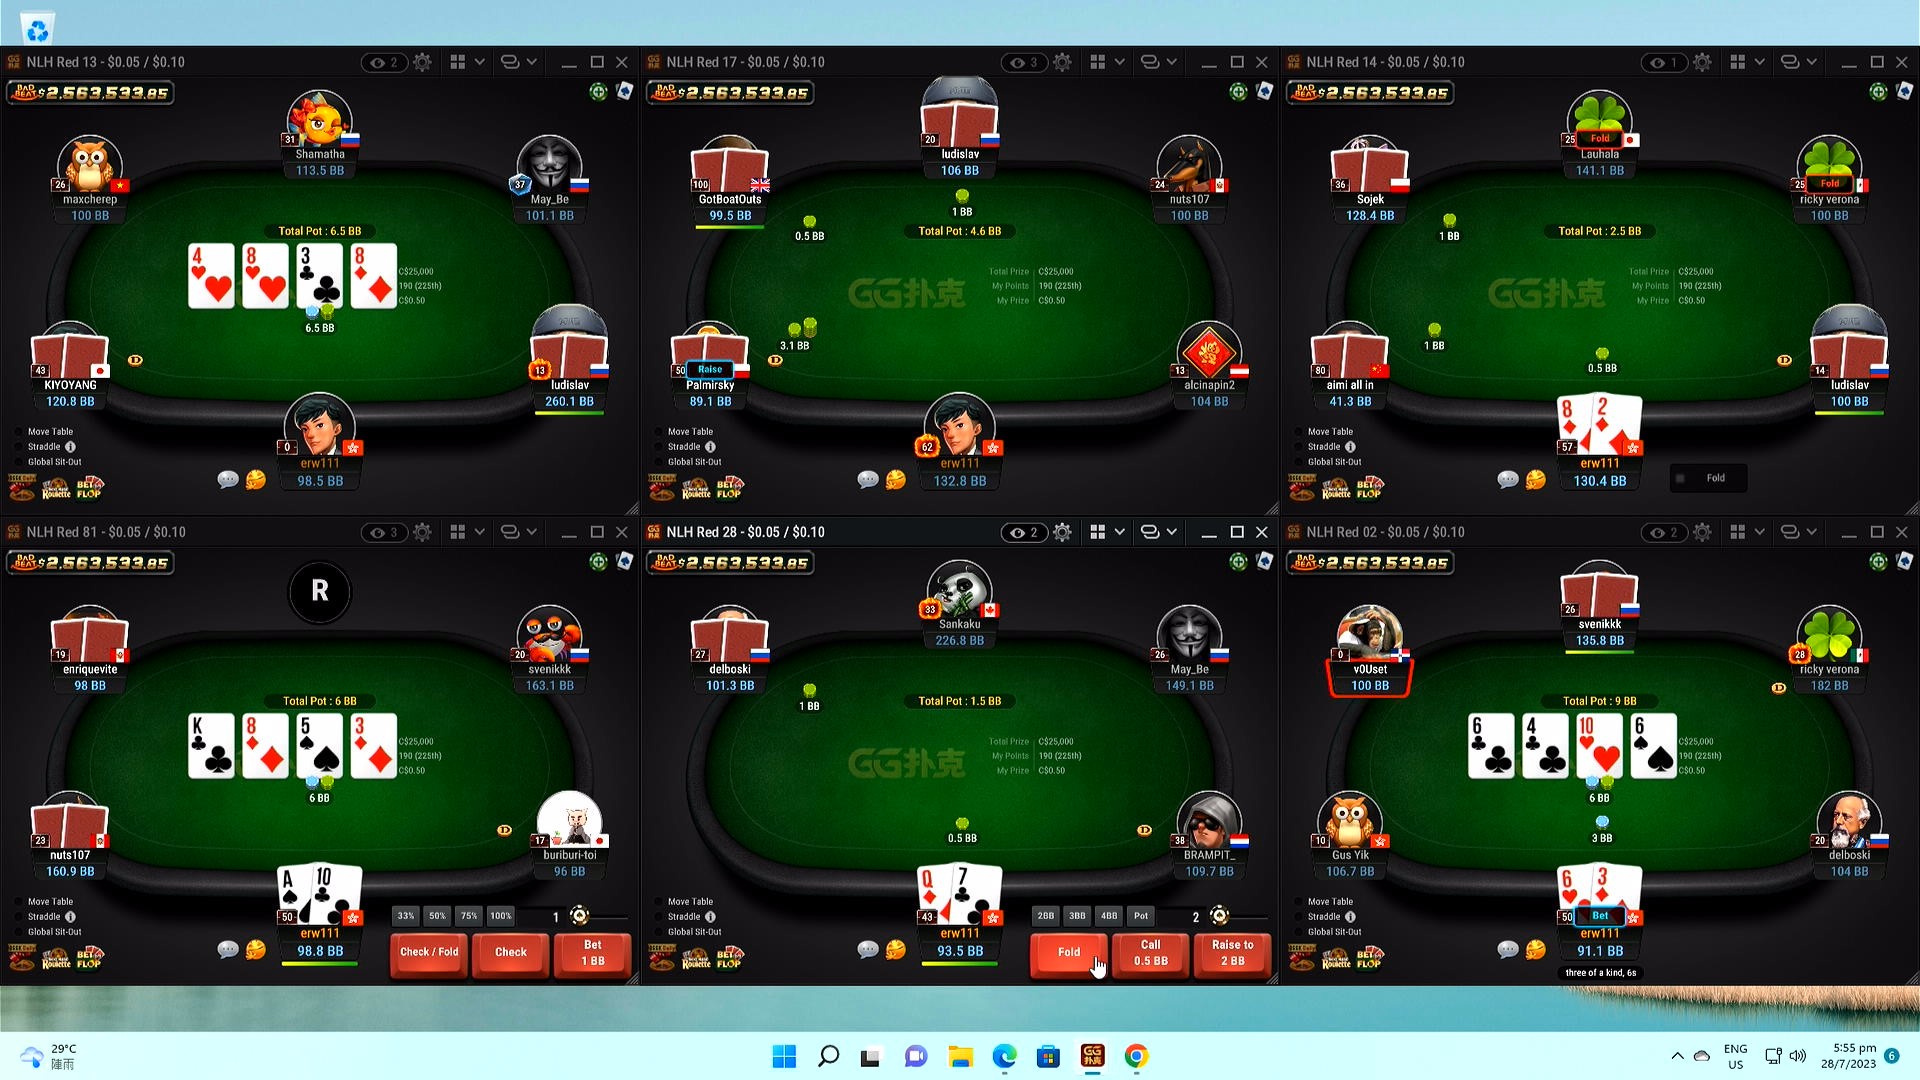 NLH Red 13 - $0.05 / $0.10
2
BAD BEAT $2,563,533.85
31
Shamatha
113.5 BB
26
maxcherep
100 BB
37
May_Be
101.1 BB
Total Pot : 6.5 BB
4 8 3 8
C$25,000
190 (225th)
C$0.50
6.5 BB
43
KIYOYANG
120.8 BB
D
13
ludislav
260.1 BB
0
erw111
98.5 BB
Move Table
Straddle
Global Sit-Out
Roulette
BET FLOP
NLH Red 17 - $0.05 / $0.10
3
BAD BEAT $2,563,533.85
20
ludislav
106 BB
100
GotBoatOuts
99.5 BB
24
nuts107
100 BB
1 BB
0.5 BB
Total Pot : 4.6 BB
GG扑克
Total Prize C$25,000
My Points 190 (225th)
My Prize C$0.50
3.1 BB
50
Raise
Palmirsky
89.1 BB
D
13
alcinapin2
104 BB
62
erw111
132.8 BB
Move Table
Straddle
Global Sit-Out
Roulette
BET FLOP
NLH Red 14 - $0.05 / $0.10
1
BAD BEAT $2,563,533.85
25
Fold
Lauhala
141.1 BB
36
Sojek
128.4 BB
25
Fold
ricky verona
100 BB
1 BB
Total Pot : 2.5 BB
GG扑克
Total Prize C$25,000
My Points 190 (225th)
My Prize C$0.50
1 BB
0.5 BB
80
aimi all in
41.3 BB
D
14
ludislav
100 BB
8 2
57
erw111
130.4 BB
Fold
Move Table
Straddle
Global Sit-Out
Roulette
BET FLOP
NLH Red 81 - $0.05 / $0.10
3
BAD BEAT $2,563,533.85
R
19
enriquevite
98 BB
20
svenikkk
163.1 BB
Total Pot : 6 BB
K 8 5 3
C$25,000
190 (225th)
C$0.50
6 BB
23
nuts107
160.9 BB
D
17
buriburi-toi
96 BB
A 10
50
erw111
98.8 BB
Move Table
Straddle
Global Sit-Out
Roulette
BET FLOP
33% 50% 75% 100% 1
Check / Fold
Check
Bet
1 BB
NLH Red 28 - $0.05 / $0.10
2
BAD BEAT $2,563,533.85
33
Sankaku
226.8 BB
27
delboski
101.3 BB
26
May_Be
149.1 BB
1 BB
Total Pot : 1.5 BB
GG扑克
Total Prize C$25,000
My Points 190 (225th)
My Prize C$0.50
0.5 BB
D
38
BRAMPIT_
109.7 BB
Q 7
43
erw111
93.5 BB
Move Table
Straddle
Global Sit-Out
Roulette
BET FLOP
2BB 3BB 4BB Pot 2
Fold
Call
0.5 BB
Raise to
2 BB
NLH Red 02 - $0.05 / $0.10
2
BAD BEAT $2,563,533.85
26
svenikkk
135.8 BB
0
v0Uset
100 BB
28
ricky verona
182 BB
D
Total Pot : 9 BB
6 4 10 6
C$25,000
190 (225th)
C$0.50
6 BB
3 BB
10
Gus Yik
106.7 BB
20
delboski
104 BB
6 3
50
Bet
erw111
91.1 BB
three of a kind, 6s
Move Table
Straddle
Global Sit-Out
Roulette
BET FLOP
29°C
陣雨
GG
扑克
ENG
US
5:55 pm
28/7/2023
6